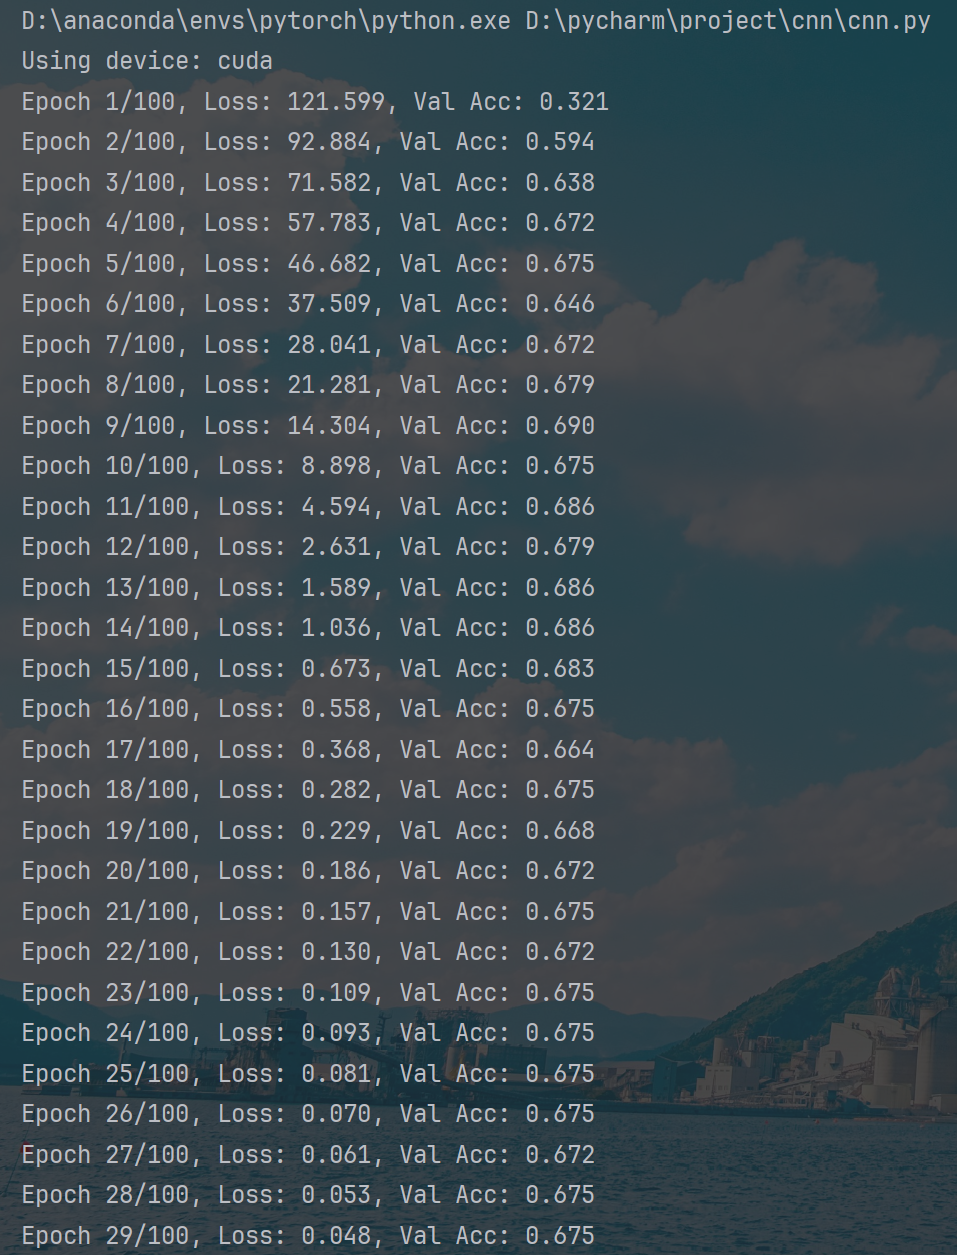 D:\anaconda\envs\pytorch\python.exe D:\pycharm\project\cnn\cnn.py
Using device: cuda
Epoch 1/100, Loss: 121.599, Val Acc: 0.321
Epoch 2/100, Loss: 92.884, Val Acc: 0.594
Epoch 3/100, Loss: 71.582, Val Acc: 0.638
Epoch 4/100, Loss: 57.783, Val Acc: 0.672
Epoch 5/100, Loss: 46.682, Val Acc: 0.675
Epoch 6/100, Loss: 37.509, Val Acc: 0.646
Epoch 7/100, Loss: 28.041, Val Acc: 0.672
Epoch 8/100, Loss: 21.281, Val Acc: 0.679
Epoch 9/100, Loss: 14.304, Val Acc: 0.690
Epoch 10/100, Loss: 8.898, Val Acc: 0.675
Epoch 11/100, Loss: 4.594, Val Acc: 0.686
Epoch 12/100, Loss: 2.631, Val Acc: 0.679
Epoch 13/100, Loss: 1.589, Val Acc: 0.686
Epoch 14/100, Loss: 1.036, Val Acc: 0.686
Epoch 15/100, Loss: 0.673, Val Acc: 0.683
Epoch 16/100, Loss: 0.558, Val Acc: 0.675
Epoch 17/100, Loss: 0.368, Val Acc: 0.664
Epoch 18/100, Loss: 0.282, Val Acc: 0.675
Epoch 19/100, Loss: 0.229, Val Acc: 0.668
Epoch 20/100, Loss: 0.186, Val Acc: 0.672
Epoch 21/100, Loss: 0.157, Val Acc: 0.675
Epoch 22/100, Loss: 0.130, Val Acc: 0.672
Epoch 23/100, Loss: 0.109, Val Acc: 0.675
Epoch 24/100, Loss: 0.093, Val Acc: 0.675
Epoch 25/100, Loss: 0.081, Val Acc: 0.675
Epoch 26/100, Loss: 0.070, Val Acc: 0.675
Epoch 27/100, Loss: 0.061, Val Acc: 0.672
Epoch 28/100, Loss: 0.053, Val Acc: 0.675
Epoch 29/100, Loss: 0.048, Val Acc: 0.675